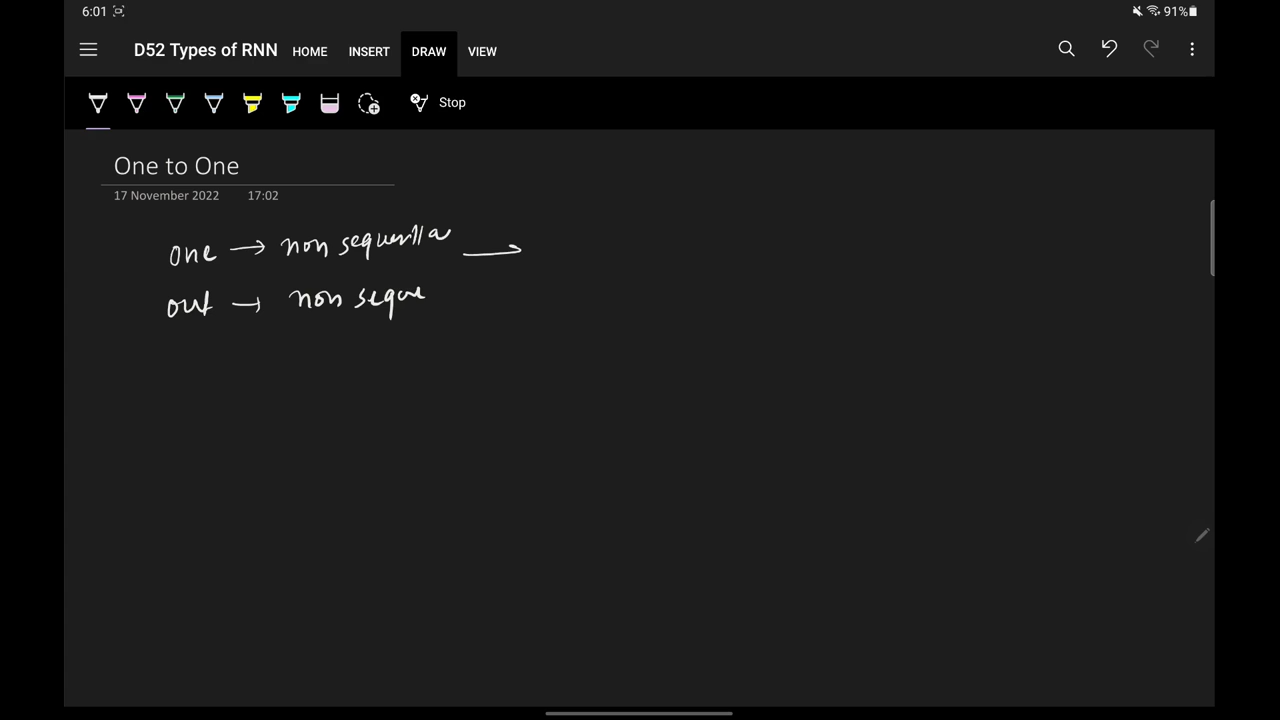 6:01 91%
D52 Types of RNN HOME INSERT DRAW VIEW
Stop
One to One
17 November 2022 17:02
one → non sequentia →
out → non seque